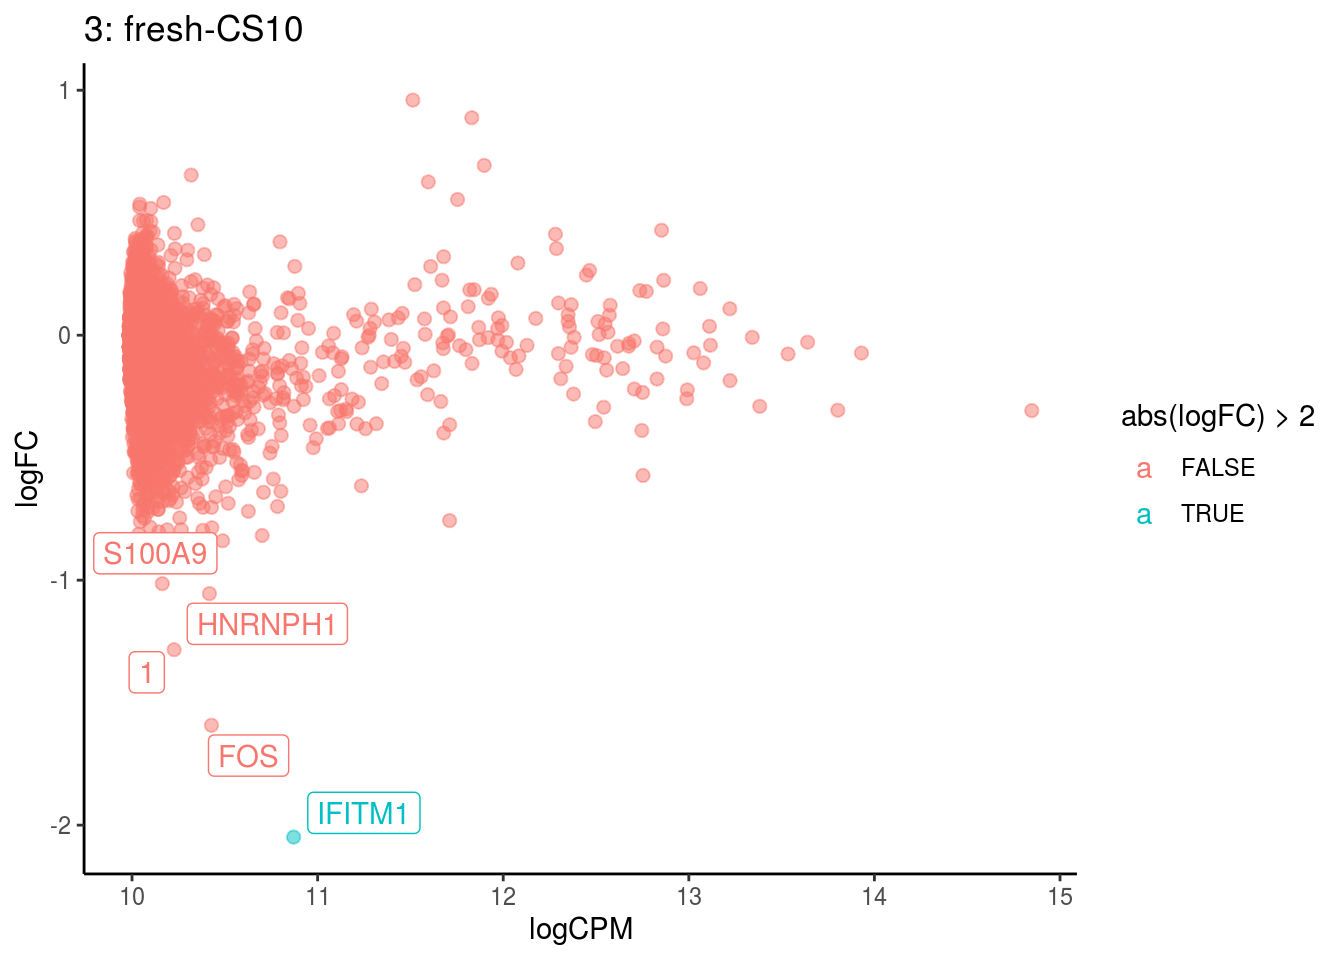 3: fresh-CS10
1
0
-1
-2
logFC
S100A9
HNRNPH1
1
FOS
IFITM1
10 11 12 13 14 15
logCPM
abs(logFC) > 2
a FALSE
a TRUE